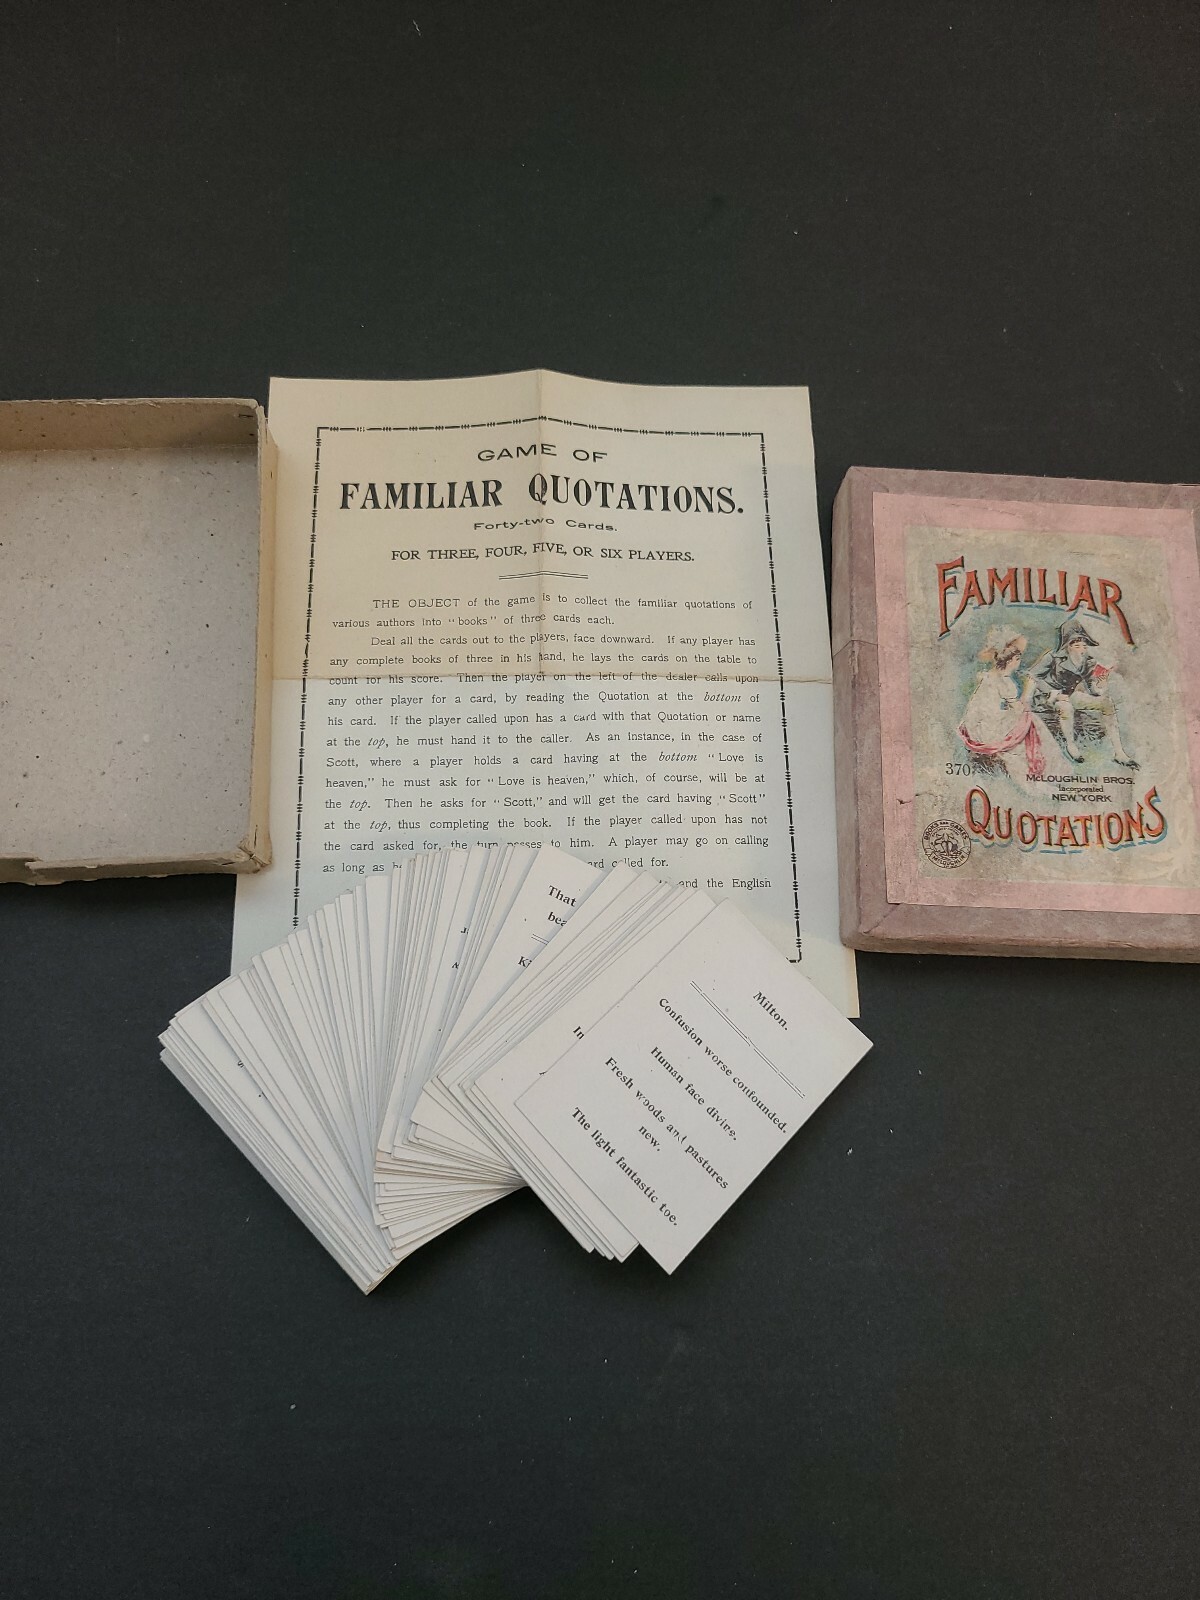 GAME OF
FAMILIAR QUOTATIONS.
Forty-two Cards.
FOR THREE, FOUR, FIVE, OR SIX PLAYERS.
THE OBJECT of the game is to collect the familiar quotations of
various authors into "books" of three cards each.
Deal all the cards out to the players, face downward. If any player has
any complete books of three in his hand, he lays the cards on the table to
count for his score. Then the player on the left of the dealer calls upon
any other player for a card, by reading the Quotation at the bottom of
his card. If the player called upon has a card with that Quotation or name
at the top, he must hand it to the caller. As an instance, in the case of
Scott, where a player holds a card having at the bottom "Love is
heaven," he must ask for "Love is heaven," which, of course, will be at
the top. Then he asks for "Scott," and will get the card having "Scott"
at the top, thus completing the book. If the player called upon has not
the card asked for, the turn passes to him. A player may go on calling
as long as called for.
and the English
That
In
Milton.
Confusion worse confounded.
Human face divine.
Fresh woods and pastures
new.
The light fantastic toe.
FAMILIAR
370
McLOUGHLIN BROS.
Incorporated
NEW YORK
QUOTATIONS
BOOKS AND GAMES